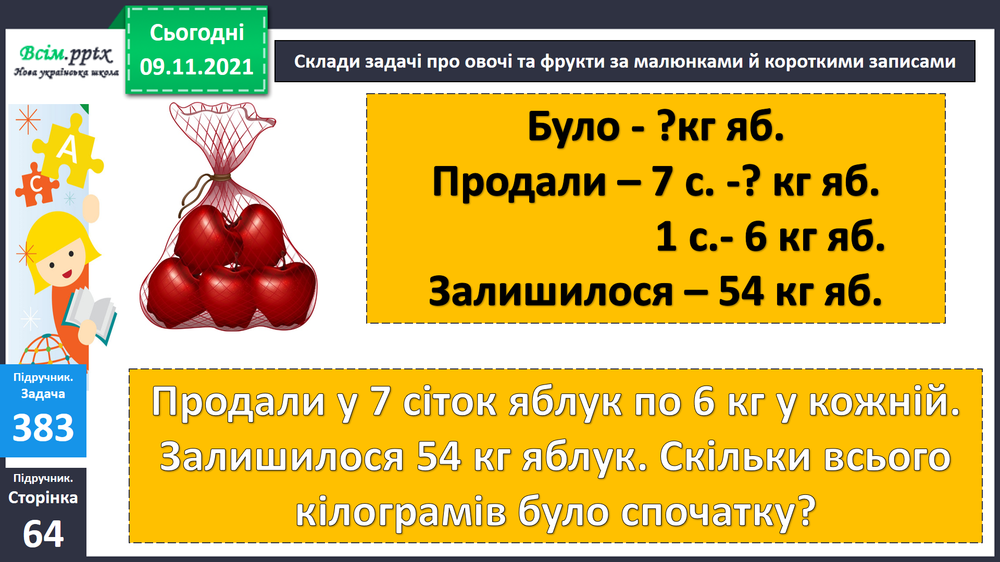 Сьогодні
09.11.2021
Всім.pptx
Нова українська школа
Склади задачі про овочі та фрукти за малюнками й короткими записами
A
C
Було - ?кг яб.
Продали – 7 с. -? кг яб.
1 с.- 6 кг яб.
Залишилося – 54 кг яб.
Підручник.
Задача
383
Підручник.
Сторінка
64
Продали у 7 сіток яблук по 6 кг у кожній.
Залишилося 54 кг яблук. Скільки всього
кілограмів було спочатку?